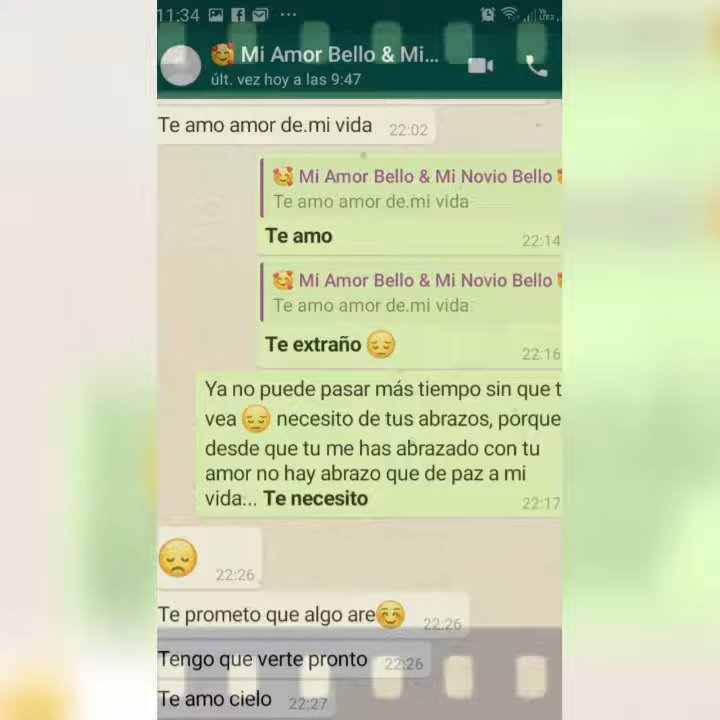 11:34
Mi Amor Bello & Mi...
últ. vez hoy a las 9:47
Te amo amor de.mi vida 22:02
Mi Amor Bello & Mi Novio Bello
Te amo amor de.mi vida
Te amo
22:14
Mi Amor Bello & Mi Novio Bello
Te amo amor de.mi vida
Te extraño 😔
22:16
Ya no puede pasar más tiempo sin que t
vea 😔 necesito de tus abrazos, porque
desde que tu me has abrazado con tu
amor no hay abrazo que de paz a mi
vida... Te necesito
22:17
😞 22:26
Te prometo que algo are☺️ 22:26
Tengo que verte pronto 22:26
Te amo cielo 22:27